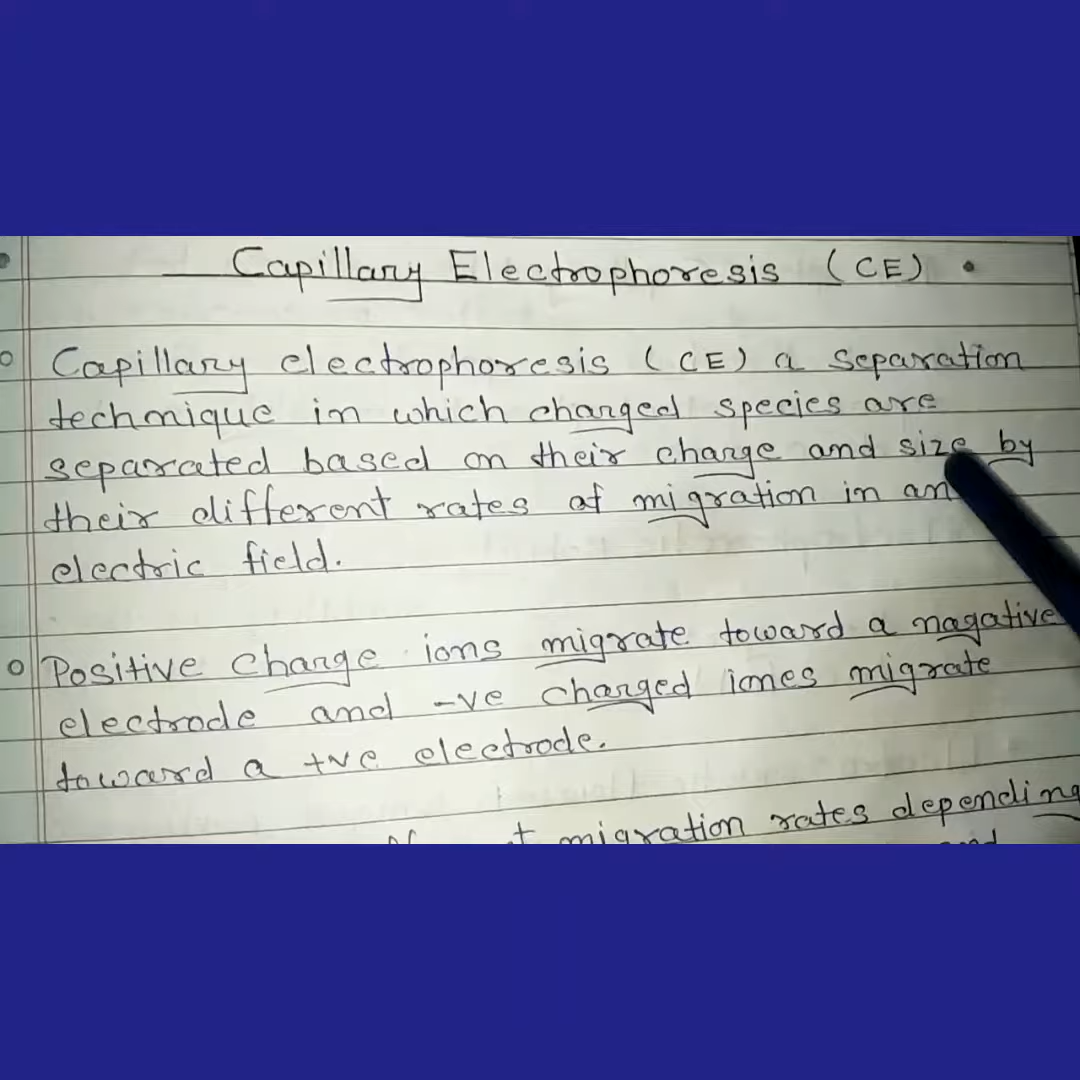 Capillary Electrophoresis (CE)
Capillary electrophoresis (CE) a separation
technique in which charged species are
separated based on their charge and size by
their different rates of migration in an
electric field.
Positive charge ions migrate toward a nagative
electrode and -ve charged iones migrate
toward a +ve electrode.
migration rates depending
and